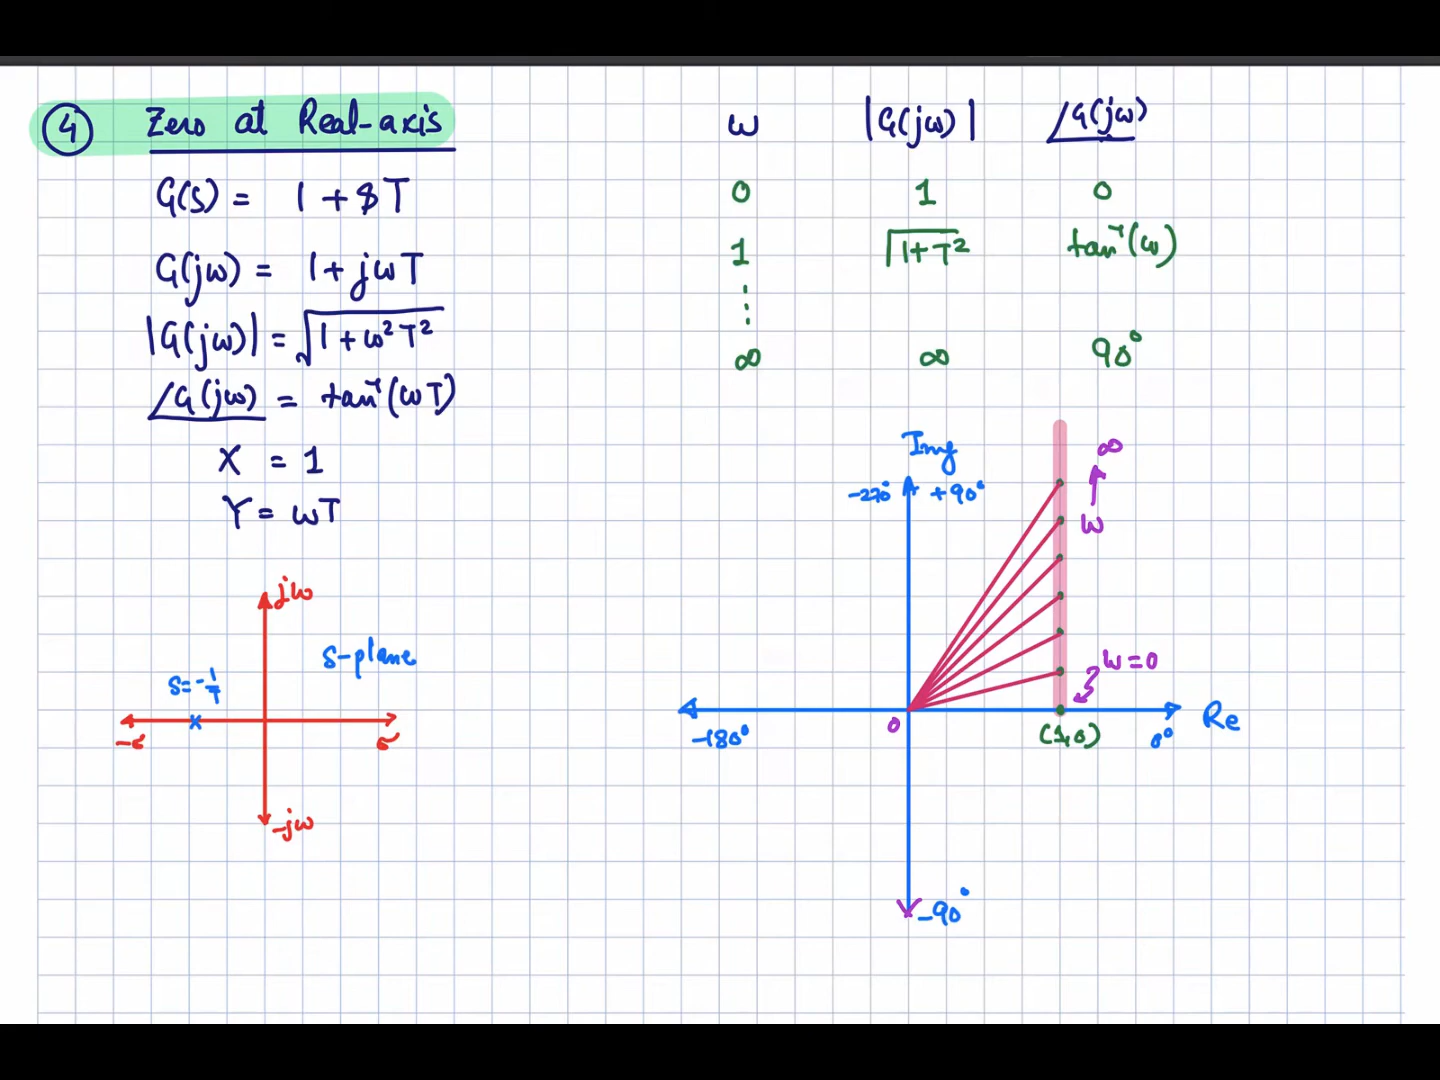 4 Zero at Real-axis
G(S) = 1 + sT
G(jω) = 1 + jωT
|G(jω)| = √1 + ω²T²
∠G(jω) = tan⁻¹(ωT)
X = 1
Y = ωT
ω |G(jω)| ∠G(jω)
0 1 0
1 √1+T² tan⁻¹(ω)
⋮
∞ ∞ 90°
jω
S-plane
S=-1/T
-σ σ
-jω
Img
-270° +90°
∞
ω
ω=0
-180° 0 (1,0) 0° Re
-90°